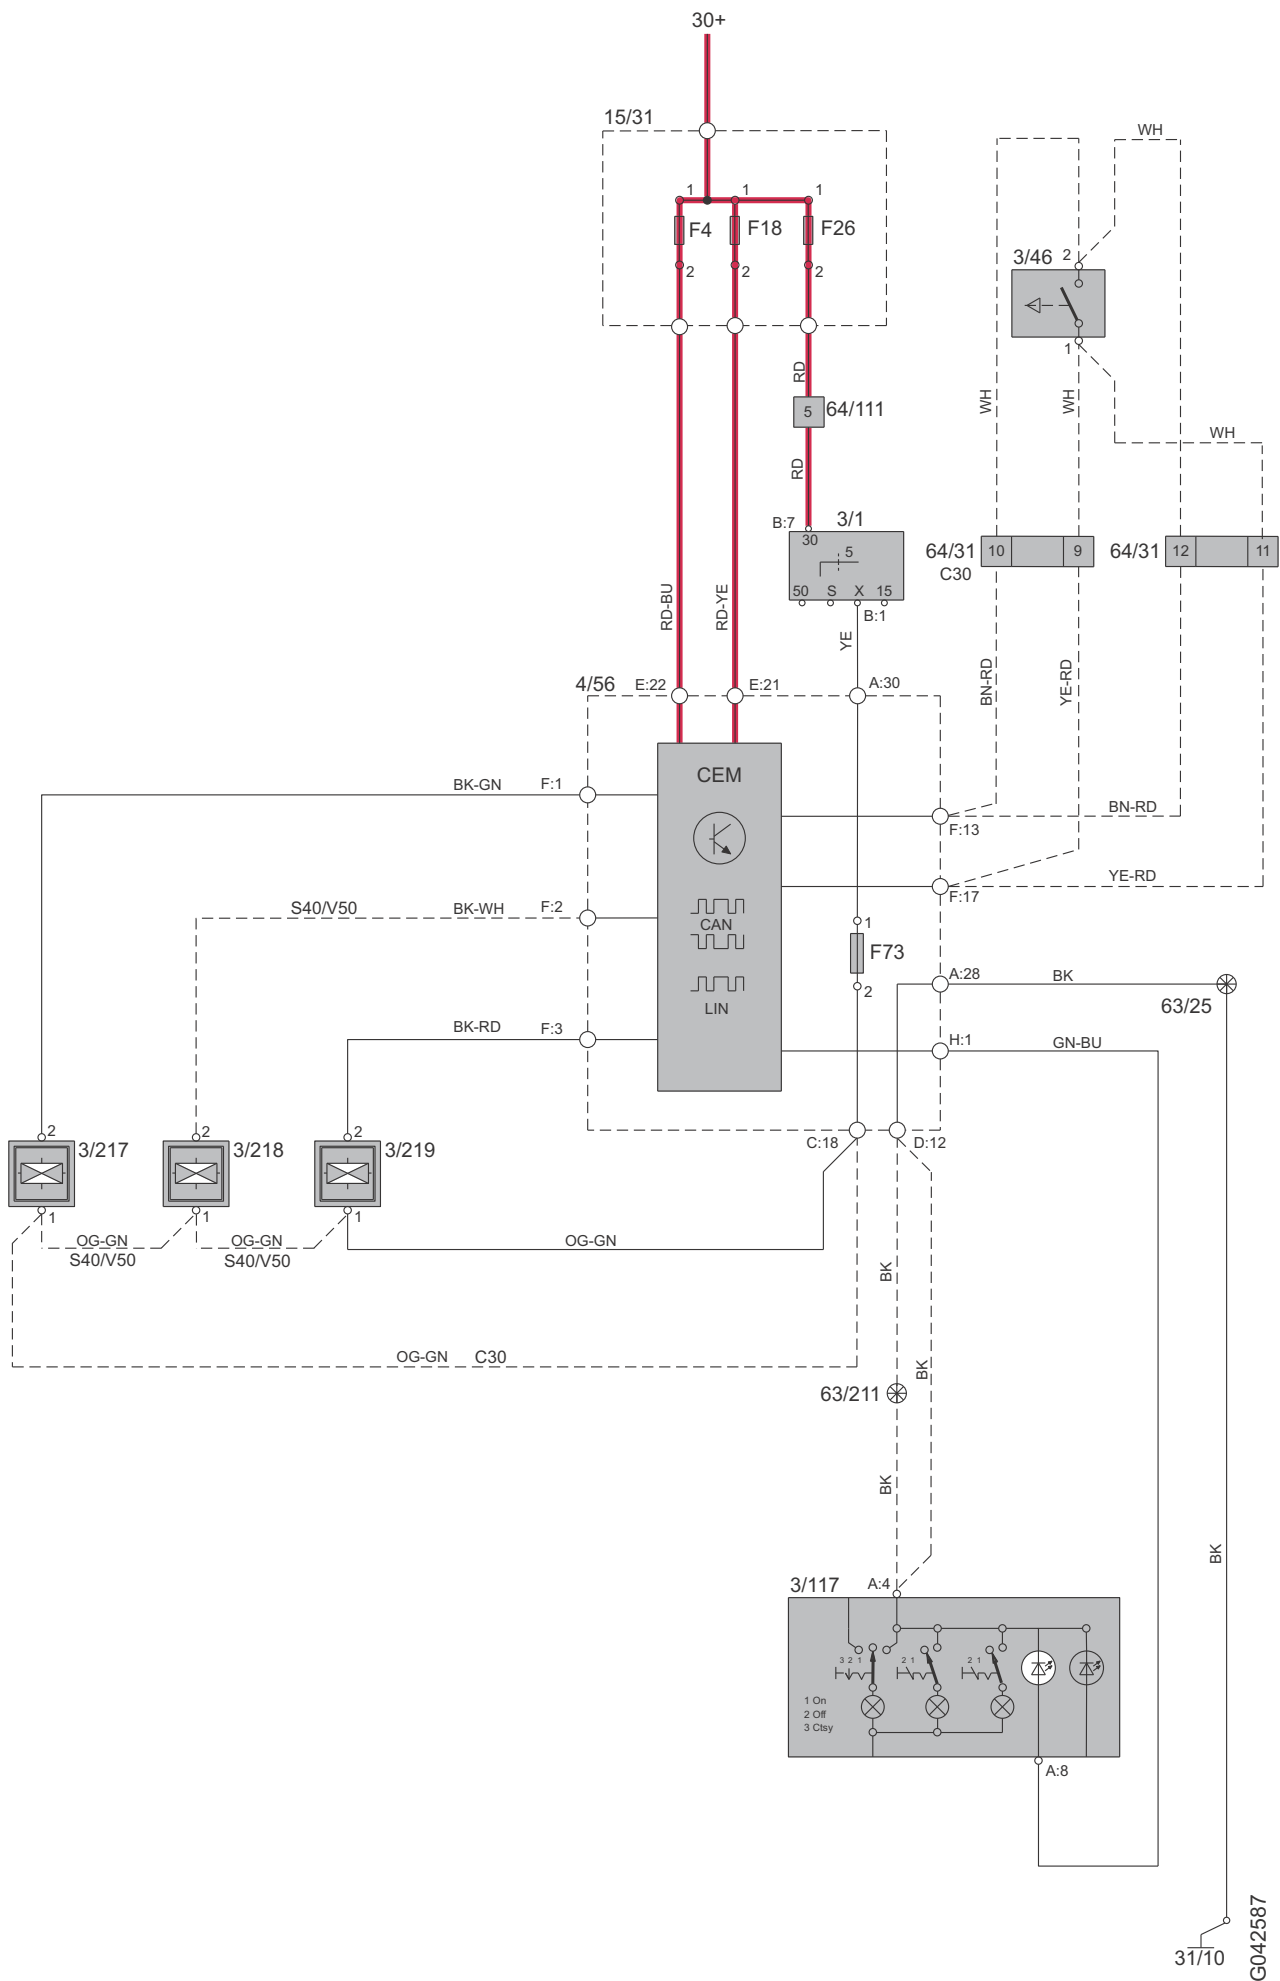 30+
15/31
1
1
1
F4
F18
F26
2
2
2
WH
3/46
2
1
RD
5
64/111
RD
WH
WH
WH
B:7
3/1
30
5
50
S
X
15
B:1
64/31
10
9
C30
64/31
12
11
RD-BU
RD-YE
YE
BN-RD
YE-RD
4/56
E:22
E:21
A:30
CEM
BK-GN
F:1
BN-RD
F:13
YE-RD
F:17
S40/V50
BK-WH
F:2
CAN
1
F73
2
LIN
A:28
BK
63/25
BK-RD
F:3
H:1
GN-BU
2
3/217
2
3/218
2
3/219
C:18
D:12
1
1
1
OG-GN
S40/V50
OG-GN
S40/V50
OG-GN
BK
OG-GN
C30
BK
63/211
BK
BK
3/117
A:4
3 2 1
2 1
2 1
1 On
2 Off
3 Ctsy
A:8
31/10
G042587